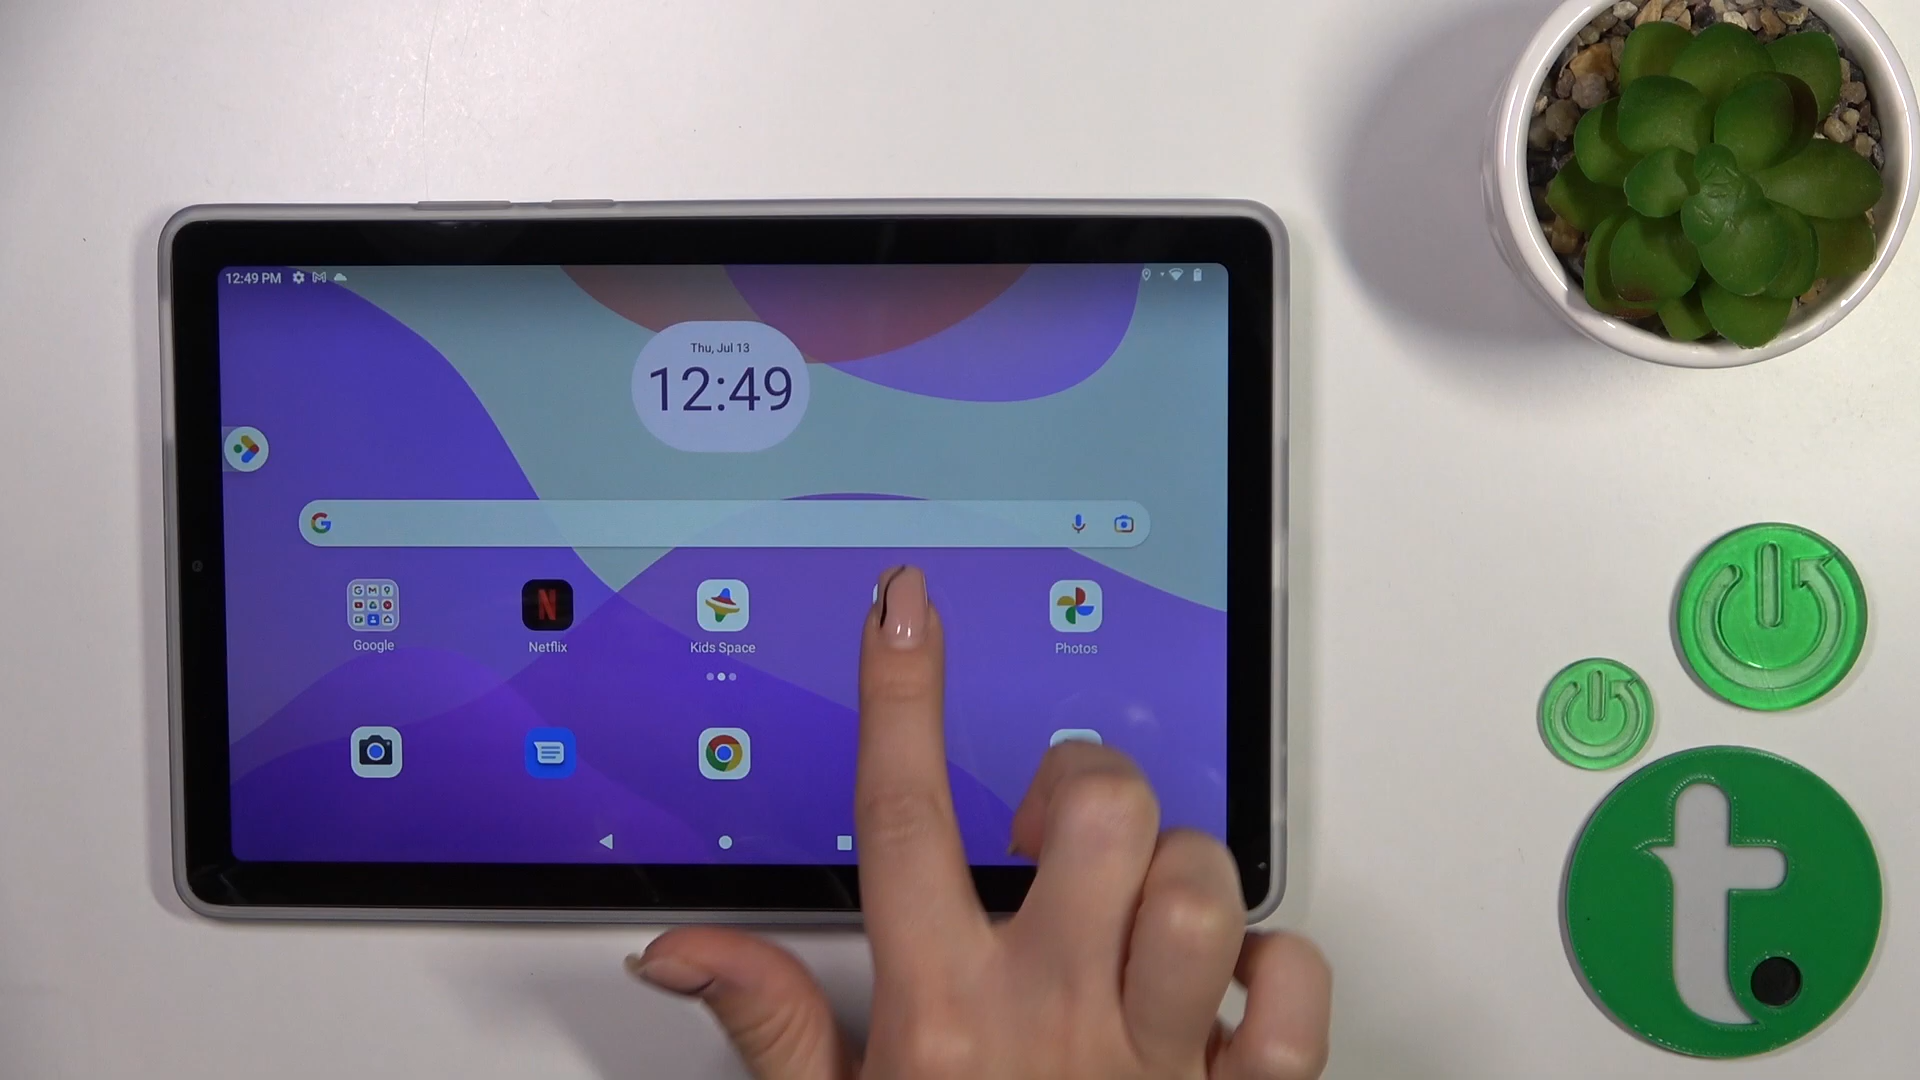 12:49 PM
Thu, Jul 13
12:49
Google
Netflix
Kids Space
Photos
t.